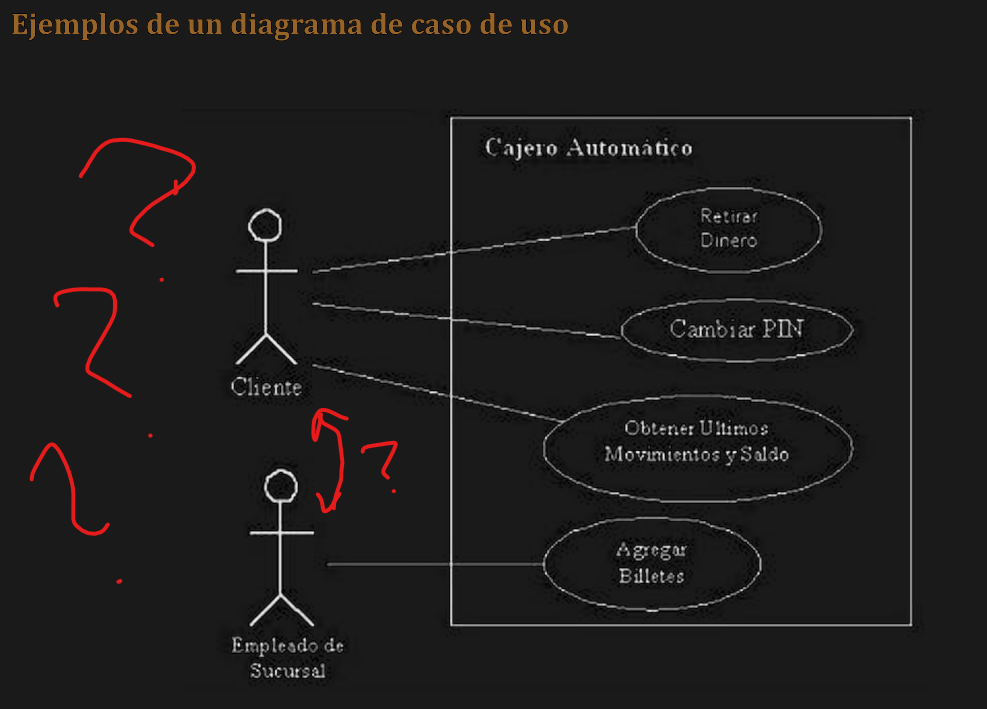 Ejemplos de un diagrama de caso de uso
Cajero Automático
Retirar
Dinero
Cambiar PIN
Cliente
Obtener Ultimos
Movimientos y Saldo
?
?
?
?
Agregar
Billetes
Empleado de
Sucursal